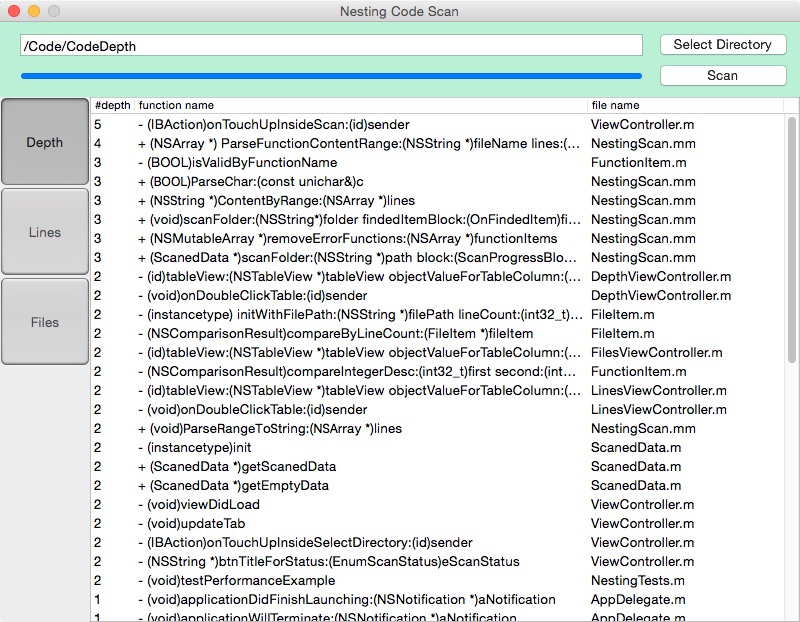 Nesting Code Scan
/Code/CodeDepth Select Directory
Scan
Depth
Lines
Files
#depth function name file name
5 - (IBAction)onTouchUpInsideScan:(id)sender ViewController.m
4 + (NSArray *) ParseFunctionContentRange:(NSString *)fileName lines:(... NestingScan.mm
3 - (BOOL)isValidByFunctionName FunctionItem.m
3 + (BOOL)ParseChar:(const unichar&)c NestingScan.mm
3 + (NSString *)ContentByRange:(NSArray *)lines NestingScan.mm
3 + (void)scanFolder:(NSString*)folder findedItemBlock:(OnFindedItem)fi... NestingScan.mm
3 + (NSMutableArray *)removeErrorFunctions:(NSArray *)functionItems NestingScan.mm
3 + (ScanedData *)scanFolder:(NSString *)path block:(ScanProgressBlo... NestingScan.mm
2 - (id)tableView:(NSTableView *)tableView objectValueForTableColumn:(... DepthViewController.m
2 - (void)onDoubleClickTable:(id)sender DepthViewController.m
2 - (instancetype) initWithFilePath:(NSString *)filePath lineCount:(int32_t)... FileItem.m
2 - (NSComparisonResult)compareByLineCount:(FileItem *)fileItem FileItem.m
2 - (id)tableView:(NSTableView *)tableView objectValueForTableColumn:(... FilesViewController.m
2 - (NSComparisonResult)compareIntegerDesc:(int32_t)first second:(int... FunctionItem.m
2 - (id)tableView:(NSTableView *)tableView objectValueForTableColumn:(... LinesViewController.m
2 - (void)onDoubleClickTable:(id)sender LinesViewController.m
2 + (void)ParseRangeToString:(NSArray *)lines NestingScan.mm
2 - (instancetype)init ScanedData.m
2 + (ScanedData *)getScanedData ScanedData.m
2 + (ScanedData *)getEmptyData ScanedData.m
2 - (void)viewDidLoad ViewController.m
2 - (void)updateTab ViewController.m
2 - (IBAction)onTouchUpInsideSelectDirectory:(id)sender ViewController.m
2 - (NSString *)btnTitleForStatus:(EnumScanStatus)eScanStatus ViewController.m
2 - (void)testPerformanceExample NestingTests.m
1 - (void)applicationDidFinishLaunching:(NSNotification *)aNotification AppDelegate.m
1 - (void)applicationWillTerminate:(NSNotification *)aNotification AppDelegate.m